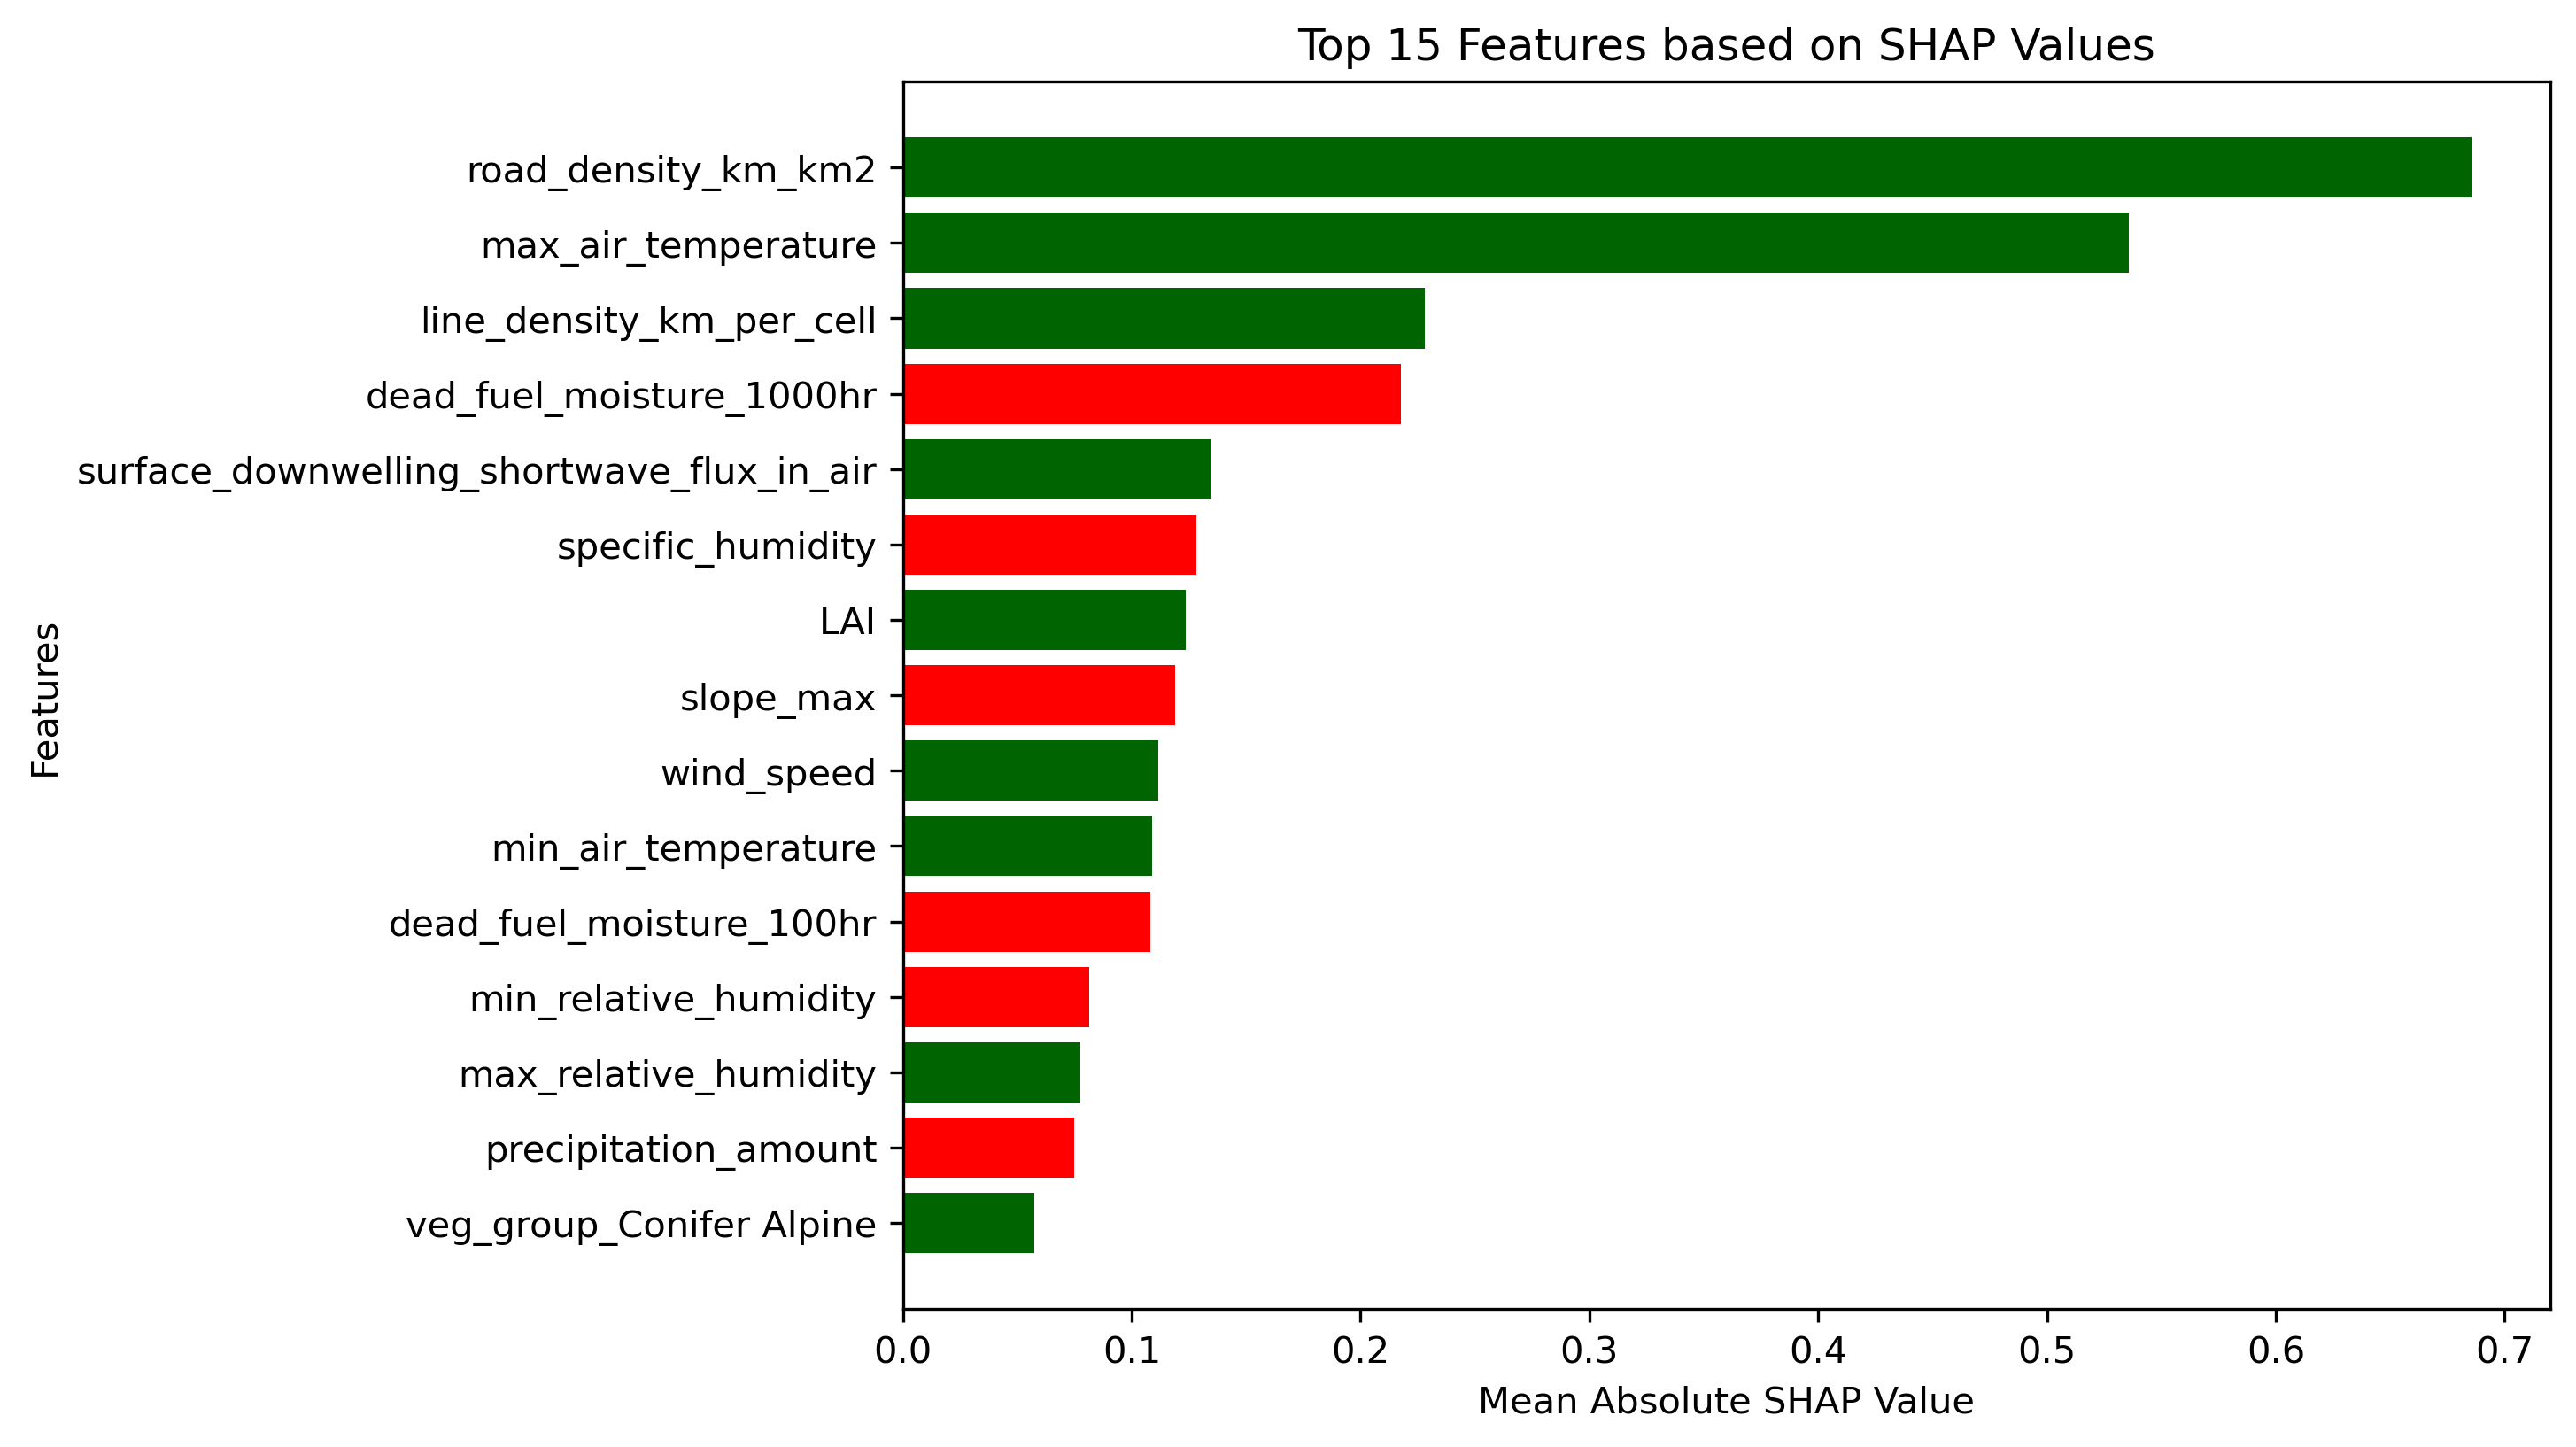 Top 15 Features based on SHAP Values
road_density_km_km2
max_air_temperature
line_density_km_per_cell
dead_fuel_moisture_1000hr
surface_downwelling_shortwave_flux_in_air
specific_humidity
LAI
slope_max
wind_speed
min_air_temperature
dead_fuel_moisture_100hr
min_relative_humidity
max_relative_humidity
precipitation_amount
veg_group_Conifer Alpine
Features
0.0 0.1 0.2 0.3 0.4 0.5 0.6 0.7
Mean Absolute SHAP Value